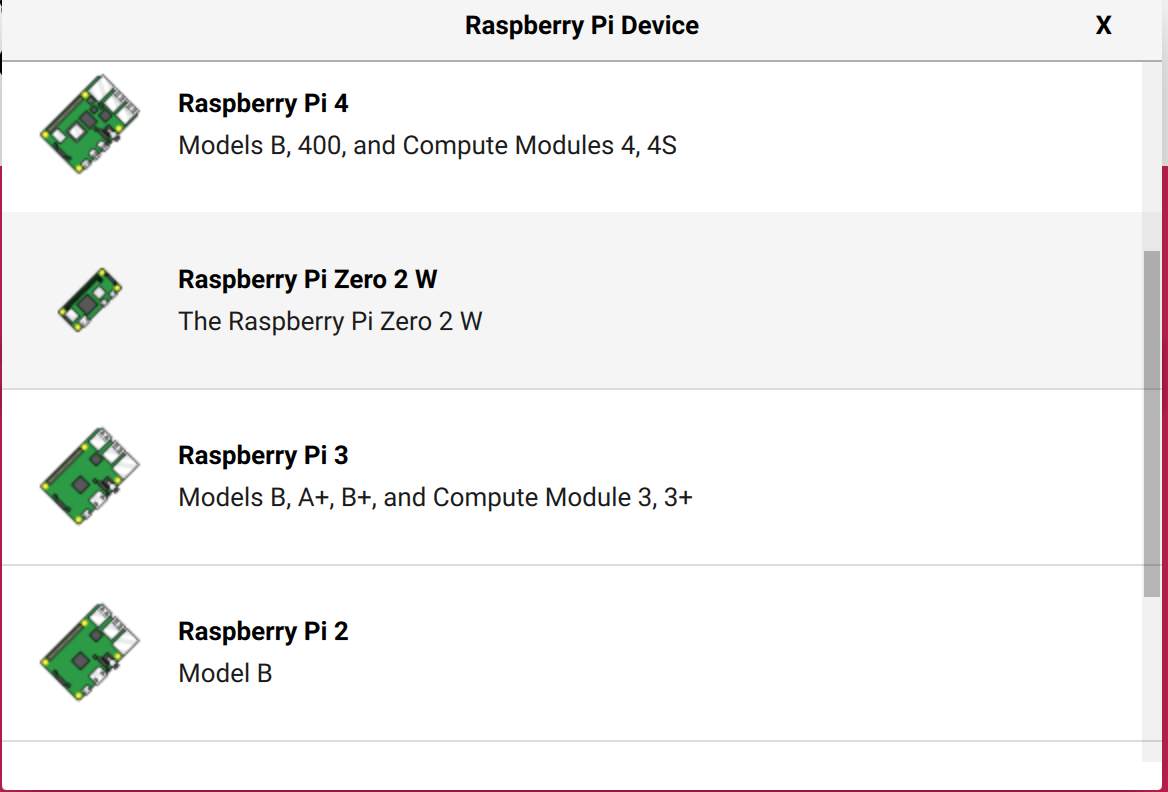 Raspberry Pi Device
X
Raspberry Pi 4
Models B, 400, and Compute Modules 4, 4S
Raspberry Pi Zero 2 W
The Raspberry Pi Zero 2 W
Raspberry Pi 3
Models B, A+, B+, and Compute Module 3, 3+
Raspberry Pi 2
Model B